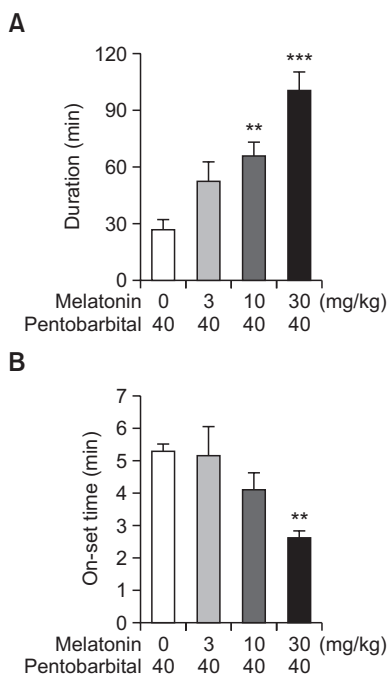 A
Duration (min)
120
90
60
30
0
**
***
Melatonin 0 3 10 30 (mg/kg)
Pentobarbital 40 40 40 40
B
On-set time (min)
7
6
5
4
3
2
1
0
**
Melatonin 0 3 10 30 (mg/kg)
Pentobarbital 40 40 40 40